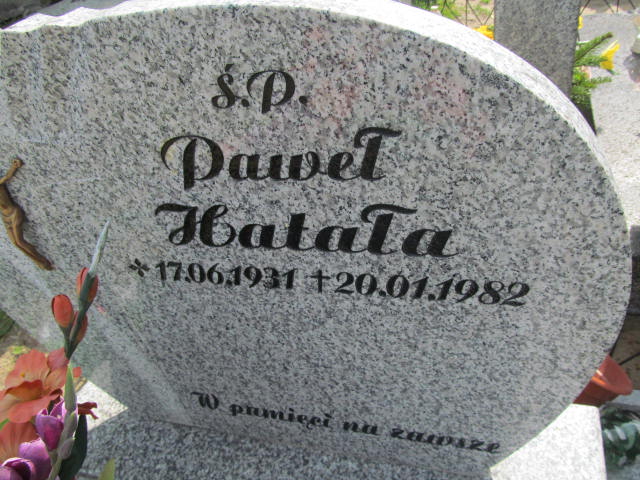 ś.p.
Paweł
Hatała
* 17.06.1931 + 20.01.1982
W pamięci na zawsze